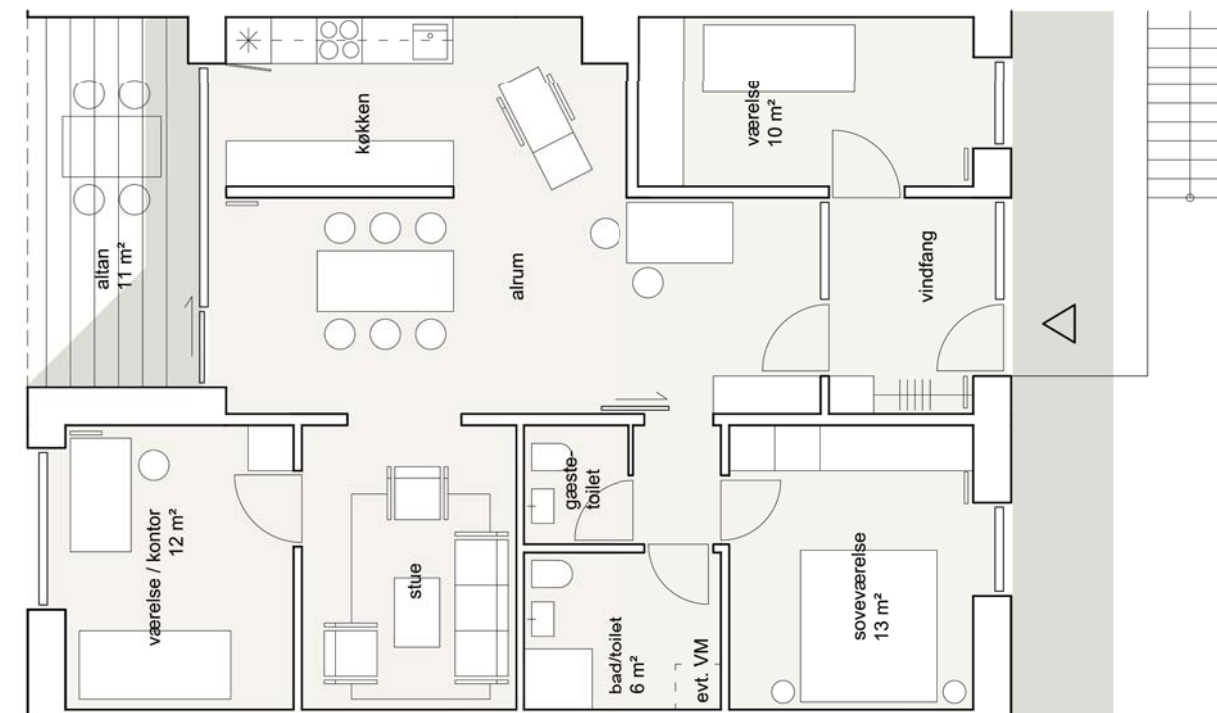 køkken
værelse
10 m²
altan
11 m²
alrum
vindfang
værelse / kontor
12 m²
stue
gæste-
toilet
bad/toilet
6 m²
evt. VM
soveværelse
13 m²